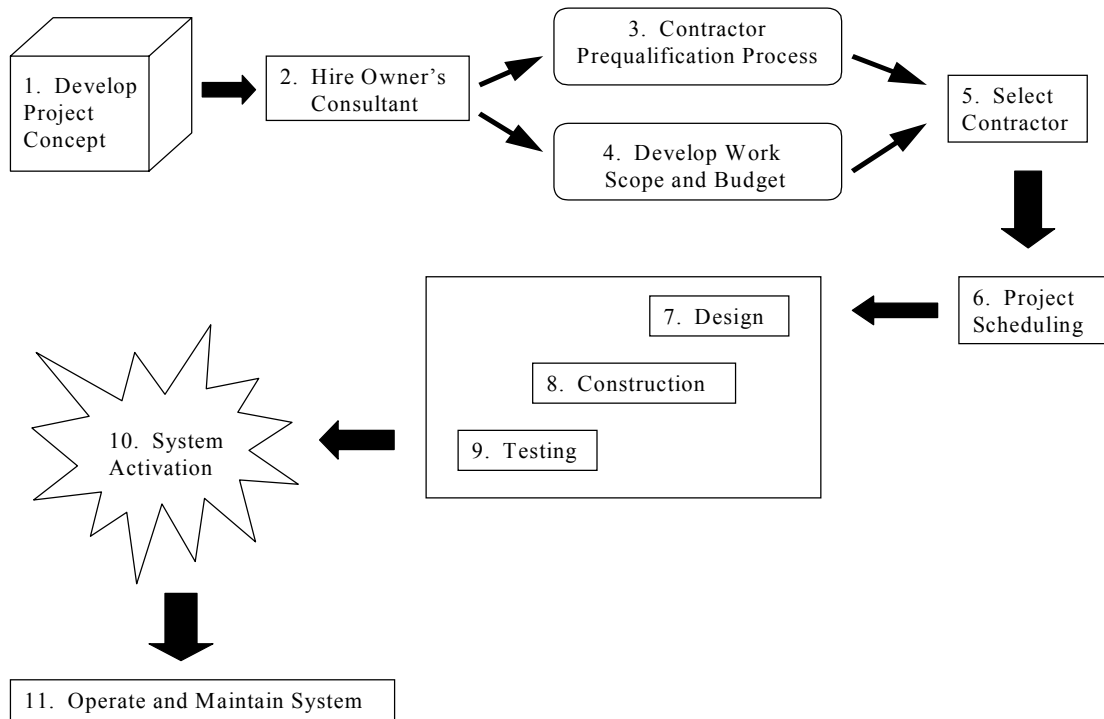 1. Develop
Project
Concept
2. Hire Owner's
Consultant
3. Contractor
Prequalification Process
4. Develop Work
Scope and Budget
5. Select
Contractor
6. Project
Scheduling
7. Design
8. Construction
9. Testing
10. System
Activation
11. Operate and Maintain System